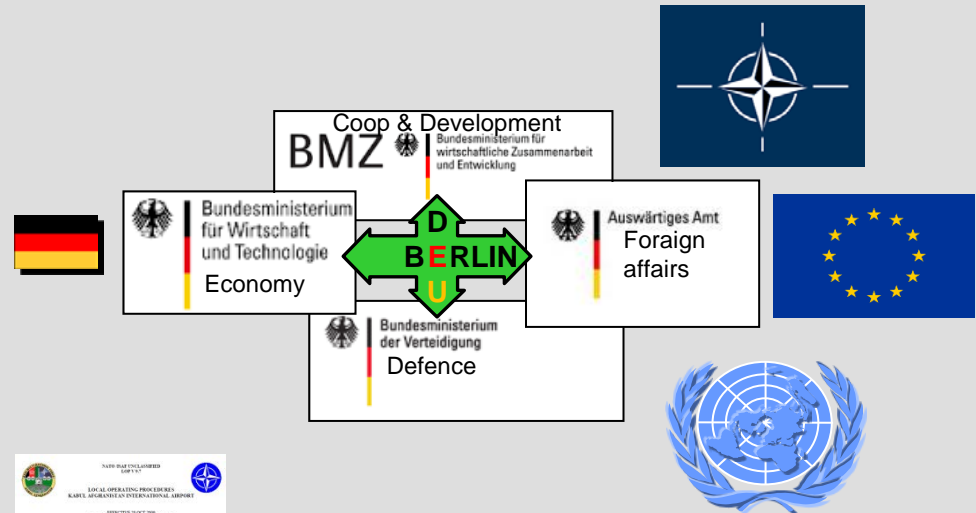 Coop & Development
BMZ
Bundesministerium für
wirtschaftliche Zusammenarbeit
und Entwicklung
Bundesministerium
für Wirtschaft
und Technologie
Economy
D
BERLIN
U
Auswärtiges Amt
Foraign
affairs
Bundesministerium
der Verteidigung
Defence
NATO ISAF UNCLASSIFIED
LOCAL OPERATING PROCEDURES
KABUL AFGHANISTAN INTERNATIONAL AIRPORT